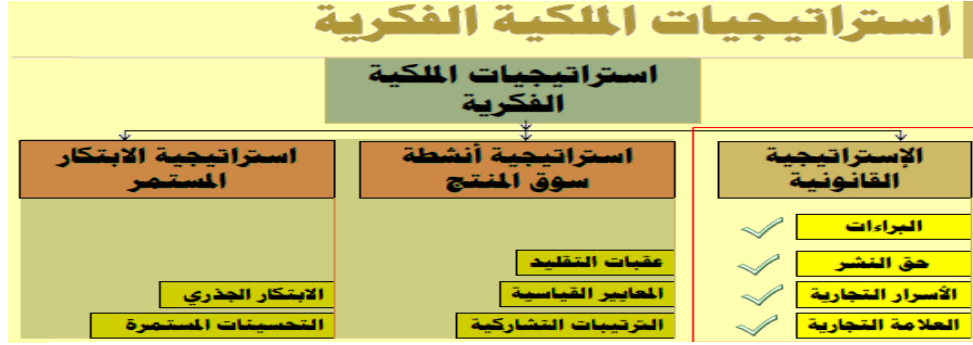 استراتيجيات الملكية الفكرية
استراتيجيات الملكية
الفكرية
الإستراتيجية
القانونية
البراءات
حق النشر
الأسرار التجارية
العلامة التجارية
استراتيجية أنشطة
سوق المنتج
عقبات التقليد
المعايير القياسية
الترتيبات التشاركية
استراتيجية الابتكار
المستمر
الابتكار الجذري
التحسينات المستمرة